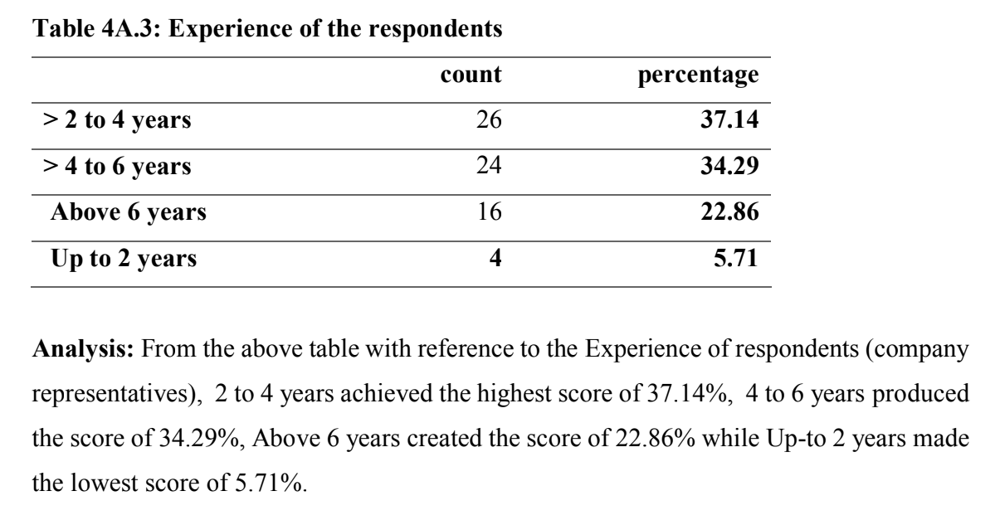 Table 4A.3: Experience of the respondents
count percentage
> 2 to 4 years 26 37.14
> 4 to 6 years 24 34.29
Above 6 years 16 22.86
Up to 2 years 4 5.71
Analysis: From the above table with reference to the Experience of respondents (company
representatives), 2 to 4 years achieved the highest score of 37.14%, 4 to 6 years produced
the score of 34.29%, Above 6 years created the score of 22.86% while Up-to 2 years made
the lowest score of 5.71%.